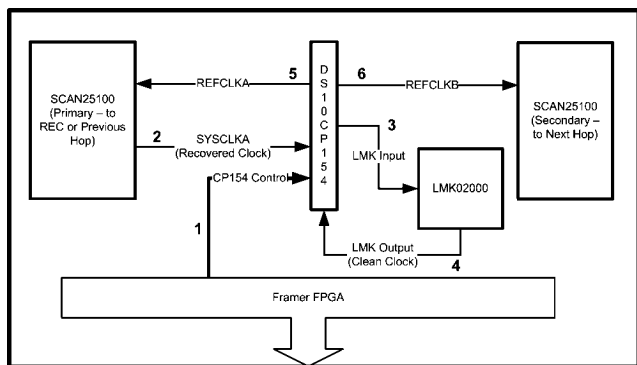 SCAN25100
(Primary – to
REC or Previous
Hop)
REFCLKA
5
2
SYSCLKA
(Recovered Clock)
CP154 Control
1
DS10CP154
6
REFCLKB
3
LMK Input
LMK02000
LMK Output
(Clean Clock)
4
SCAN25100
(Secondary –
to Next Hop)
Framer FPGA